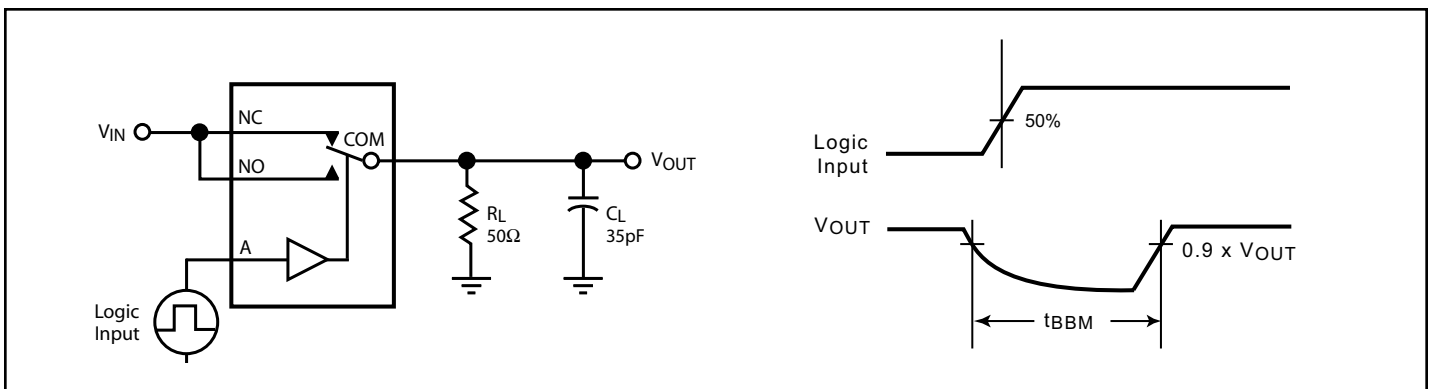 VIN
NC
COM
NO
VOUT
RL
50Ω
CL
35pF
A
Logic
Input
50%
Logic
Input
VOUT
0.9 x VOUT
tBBM